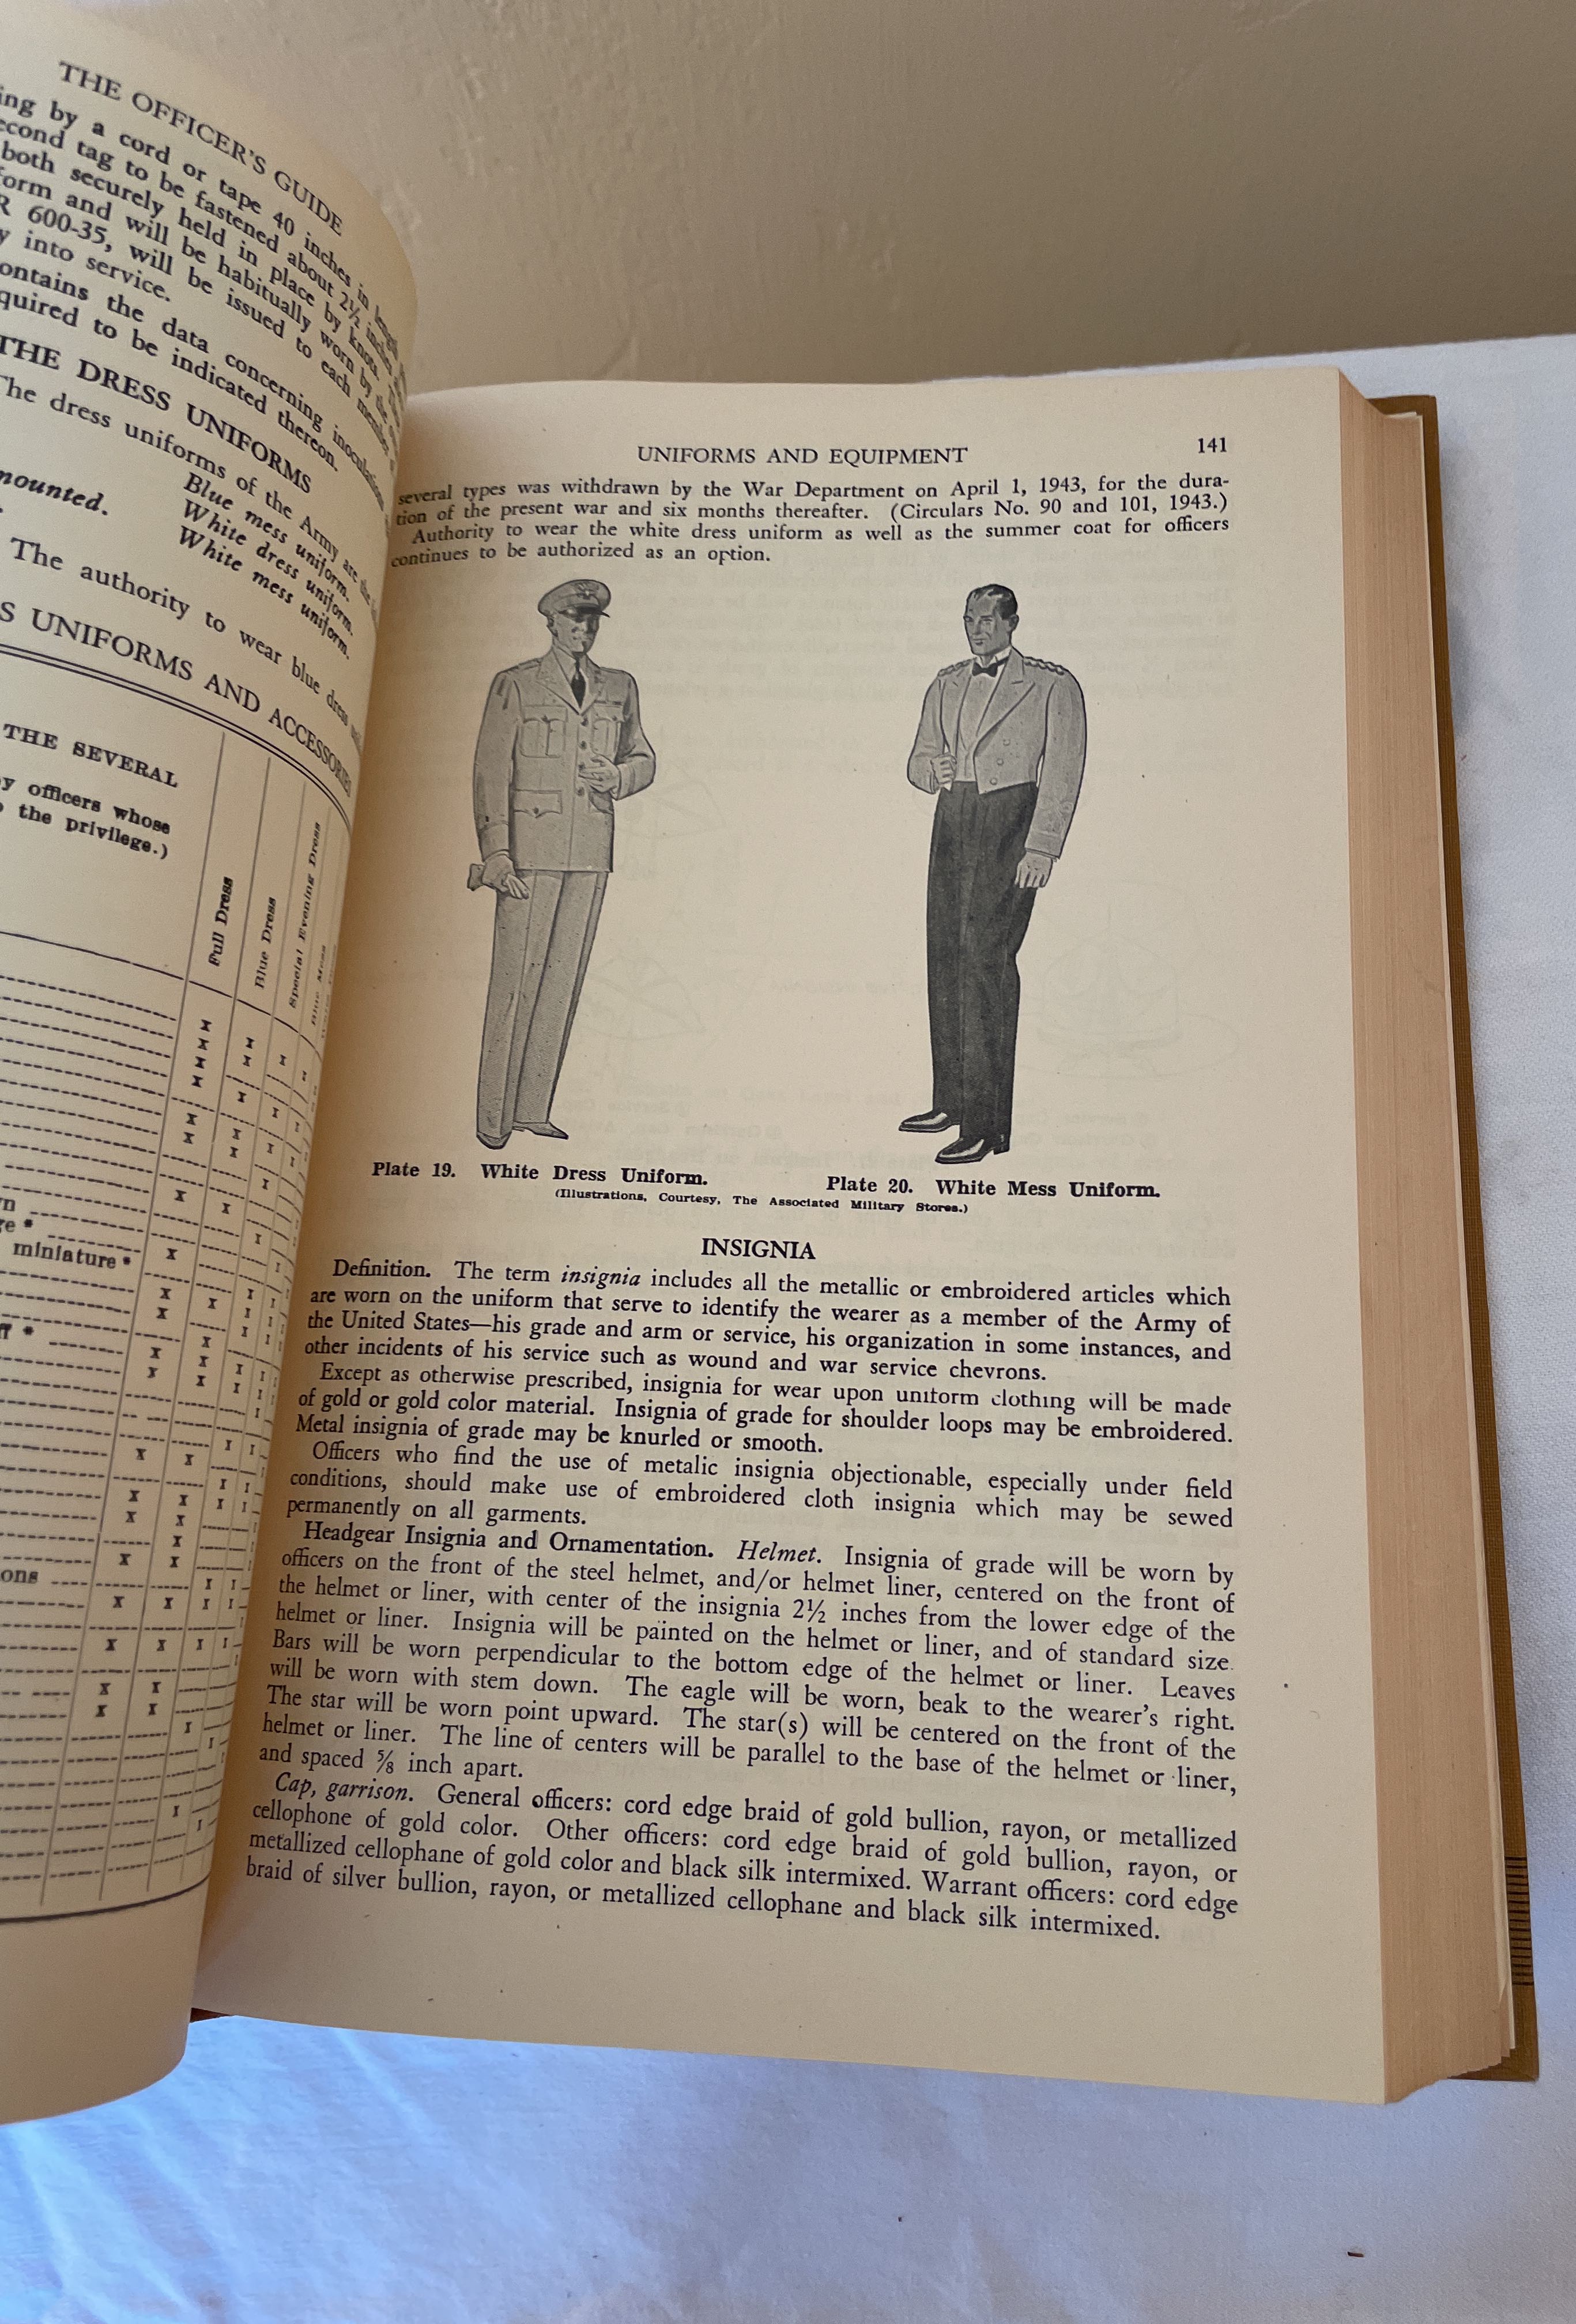 THE OFFICER'S GUIDE
ing by a cord or tape 40 inches in length
second tag to be fastened about 2½ inches
both securely held in place by knots.
form and will be habitually worn by the
R 600-35, will be issued to each member
y into service.
ontains the data concerning inoculations
quired to be indicated thereon.
THE DRESS UNIFORMS
The dress uniforms of the Army are the
Blue mess uniform.
mounted. White dress uniform.
White mess uniform.
The authority to wear blue dress
S UNIFORMS AND ACCESSORIES
THE SEVERAL
y officers whose
o the privilege.)
Full Dress
Blue Dress
Special Evening Dress
Blue Mess
miniature*
UNIFORMS AND EQUIPMENT 141
several types was withdrawn by the War Department on April 1, 1943, for the dura-
tion of the present war and six months thereafter. (Circulars No. 90 and 101, 1943.)
Authority to wear the white dress uniform as well as the summer coat for officers
continues to be authorized as an option.
Plate 19. White Dress Uniform.
Plate 20. White Mess Uniform.
(Illustrations, Courtesy, The Associated Military Stores.)
INSIGNIA
Definition. The term insignia includes all the metallic or embroidered articles which
are worn on the uniform that serve to identify the wearer as a member of the Army of
the United States—his grade and arm or service, his organization in some instances, and
other incidents of his service such as wound and war service chevrons.
Except as otherwise prescribed, insignia for wear upon uniform clothing will be made
of gold or gold color material. Insignia of grade for shoulder loops may be embroidered.
Metal insignia of grade may be knurled or smooth.
Officers who find the use of metalic insignia objectionable, especially under field
conditions, should make use of embroidered cloth insignia which may be sewed
permanently on all garments.
Headgear Insignia and Ornamentation. Helmet. Insignia of grade will be worn by
officers on the front of the steel helmet, and/or helmet liner, centered on the front of
the helmet or liner, with center of the insignia 2½ inches from the lower edge of the
helmet or liner. Insignia will be painted on the helmet or liner, and of standard size.
Bars will be worn perpendicular to the bottom edge of the helmet or liner. Leaves
will be worn with stem down. The eagle will be worn, beak to the wearer's right.
The star will be worn point upward. The star(s) will be centered on the front of the
helmet or liner. The line of centers will be parallel to the base of the helmet or liner,
and spaced ⅝ inch apart.
Cap, garrison. General officers: cord edge braid of gold bullion, rayon, or metallized
cellophone of gold color. Other officers: cord edge braid of gold bullion, rayon, or
metallized cellophane of gold color and black silk intermixed. Warrant officers: cord edge
braid of silver bullion, rayon, or metallized cellophane and black silk intermixed.